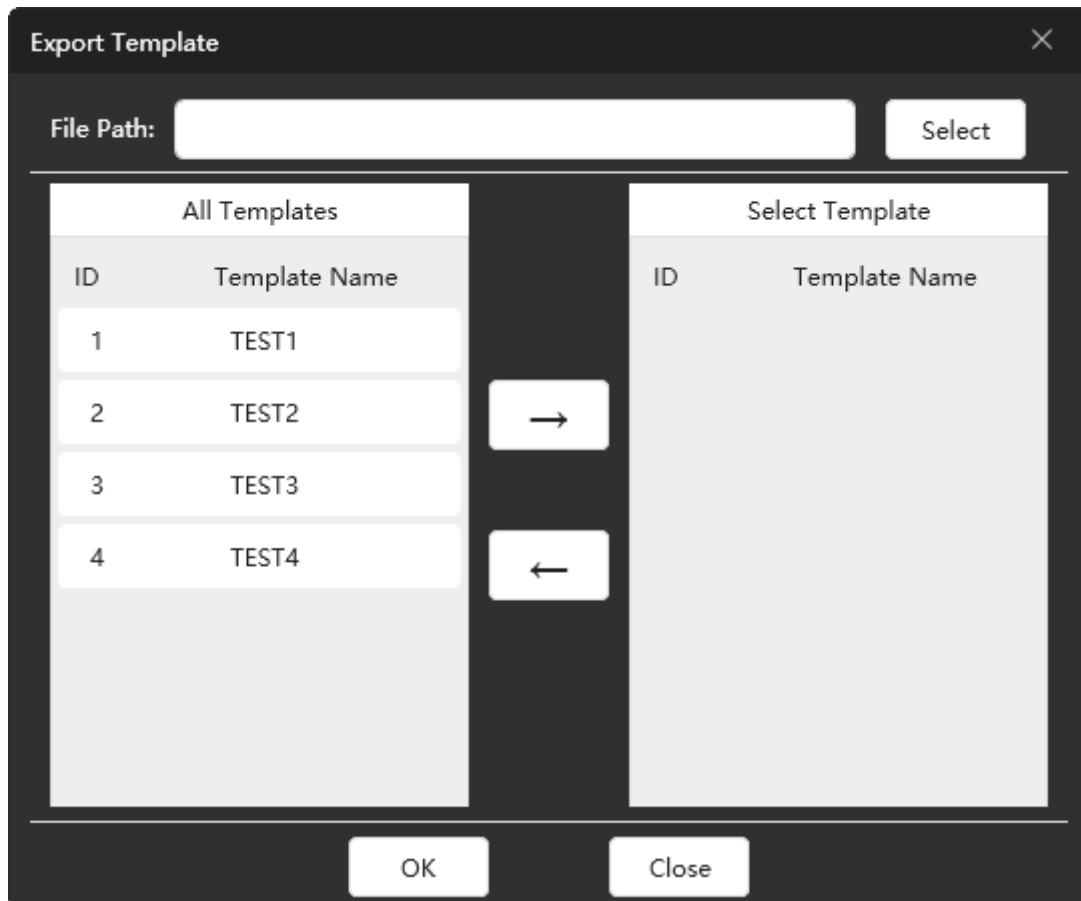 Export Template
File Path:
Select
All Templates
Select Template
ID Template Name
ID Template Name
1 TEST1
2 TEST2
3 TEST3
4 TEST4
→
←
OK
Close